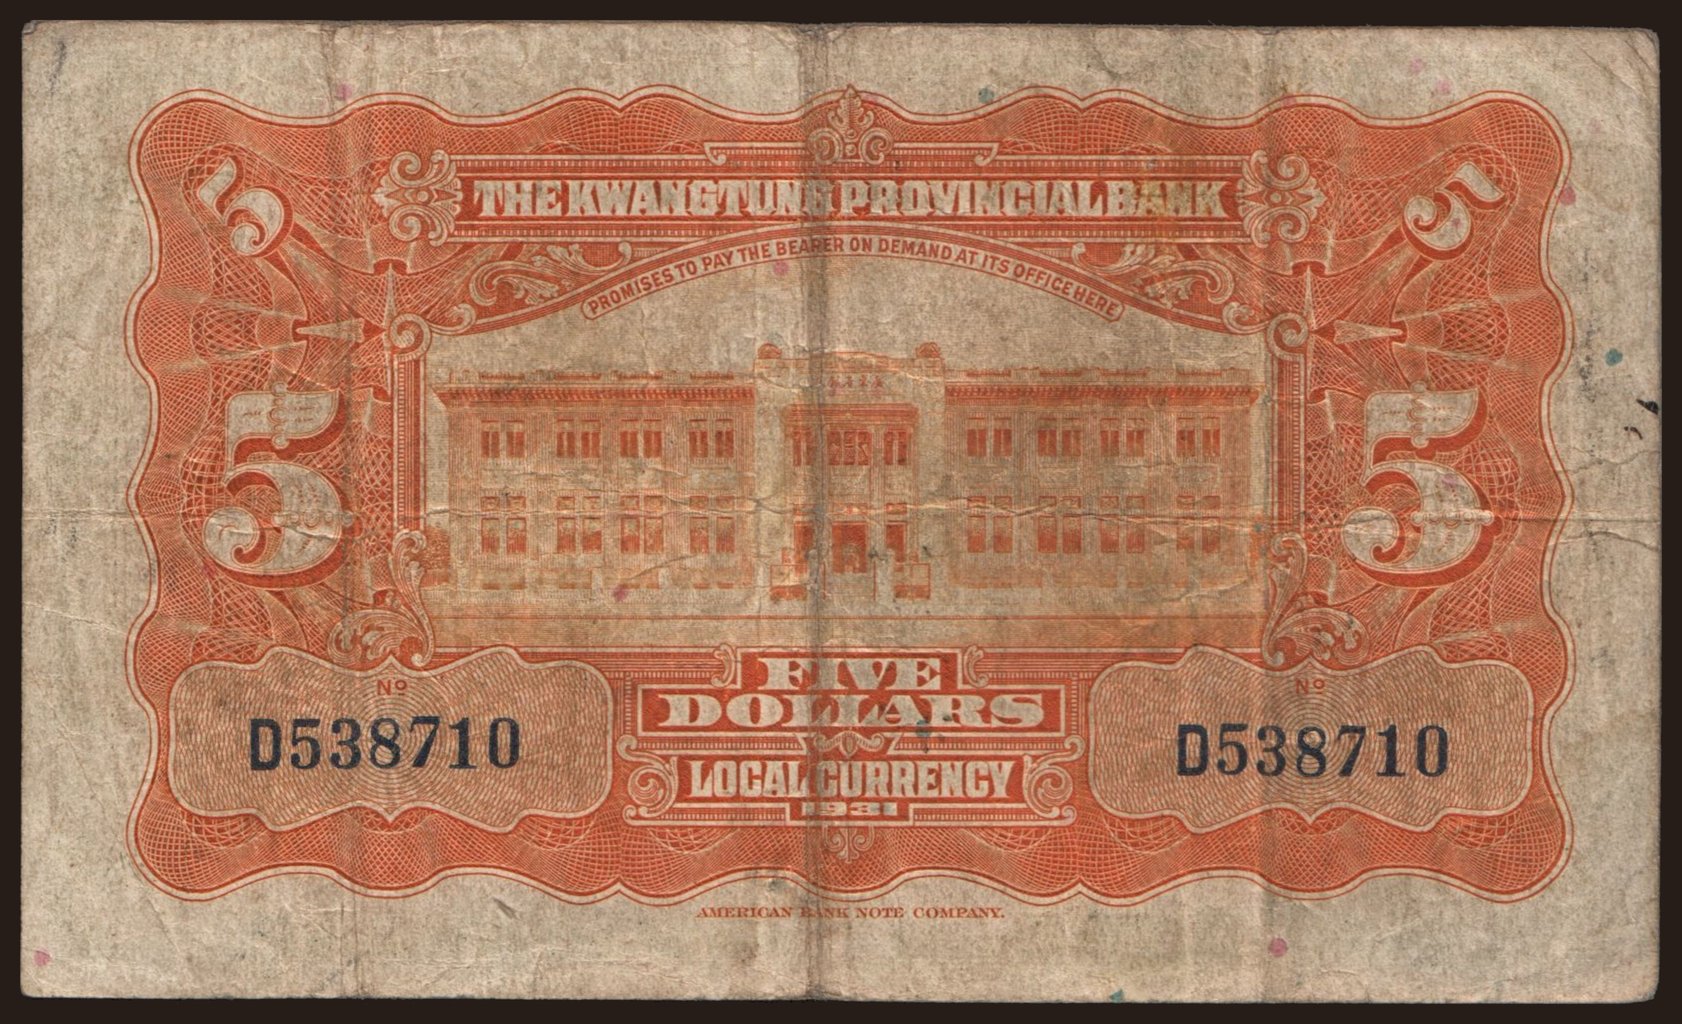 THE KWANGTUNG PROVINCIAL BANK
PROMISES TO PAY THE BEARER ON DEMAND AT ITS OFFICE HERE
5
5
5
5
Nº
D538710
FIVE
DOLLARS
LOCAL CURRENCY
1931
Nº
D538710
AMERICAN BANK NOTE COMPANY.